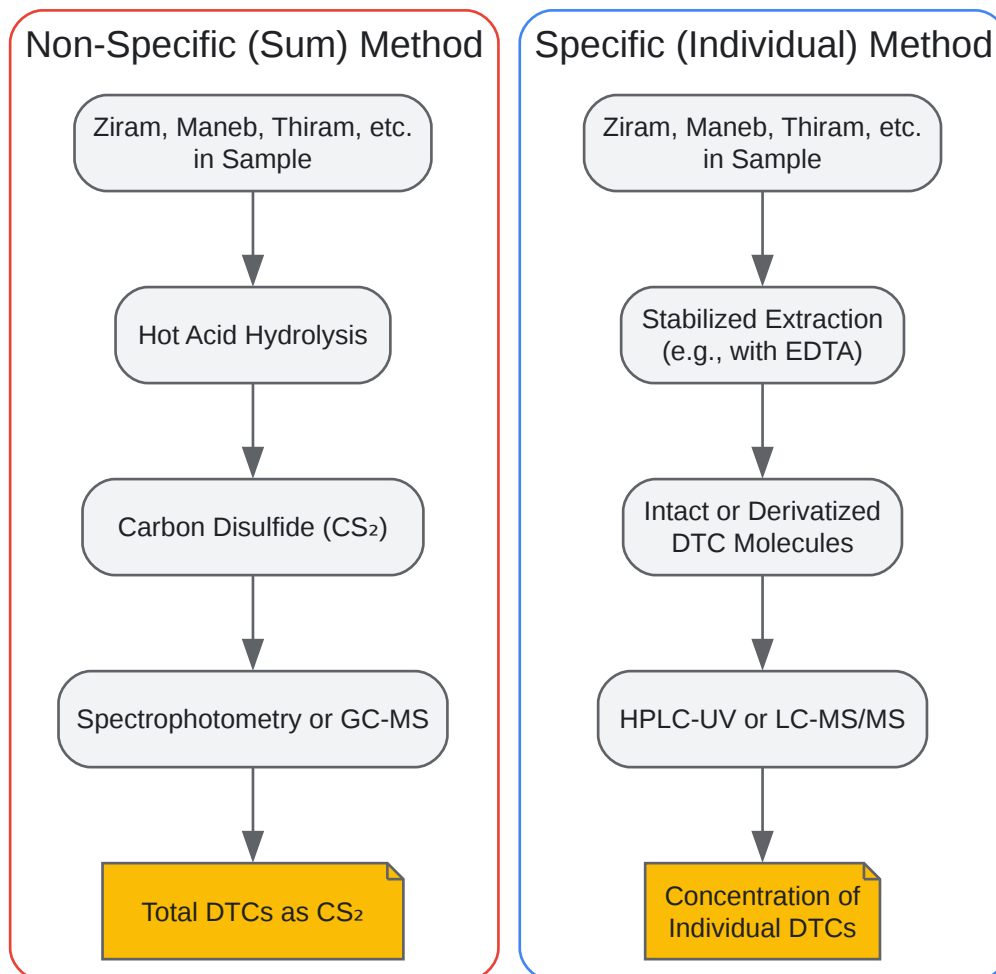 Non-Specific (Sum) Method
Ziram, Maneb, Thiram, etc.
in Sample
Hot Acid Hydrolysis
Carbon Disulfide (CS₂)
Spectrophotometry or GC-MS
Total DTCs as CS₂
Specific (Individual) Method
Ziram, Maneb, Thiram, etc.
in Sample
Stabilized Extraction
(e.g., with EDTA)
Intact or Derivatized
DTC Molecules
HPLC-UV or LC-MS/MS
Concentration of
Individual DTCs